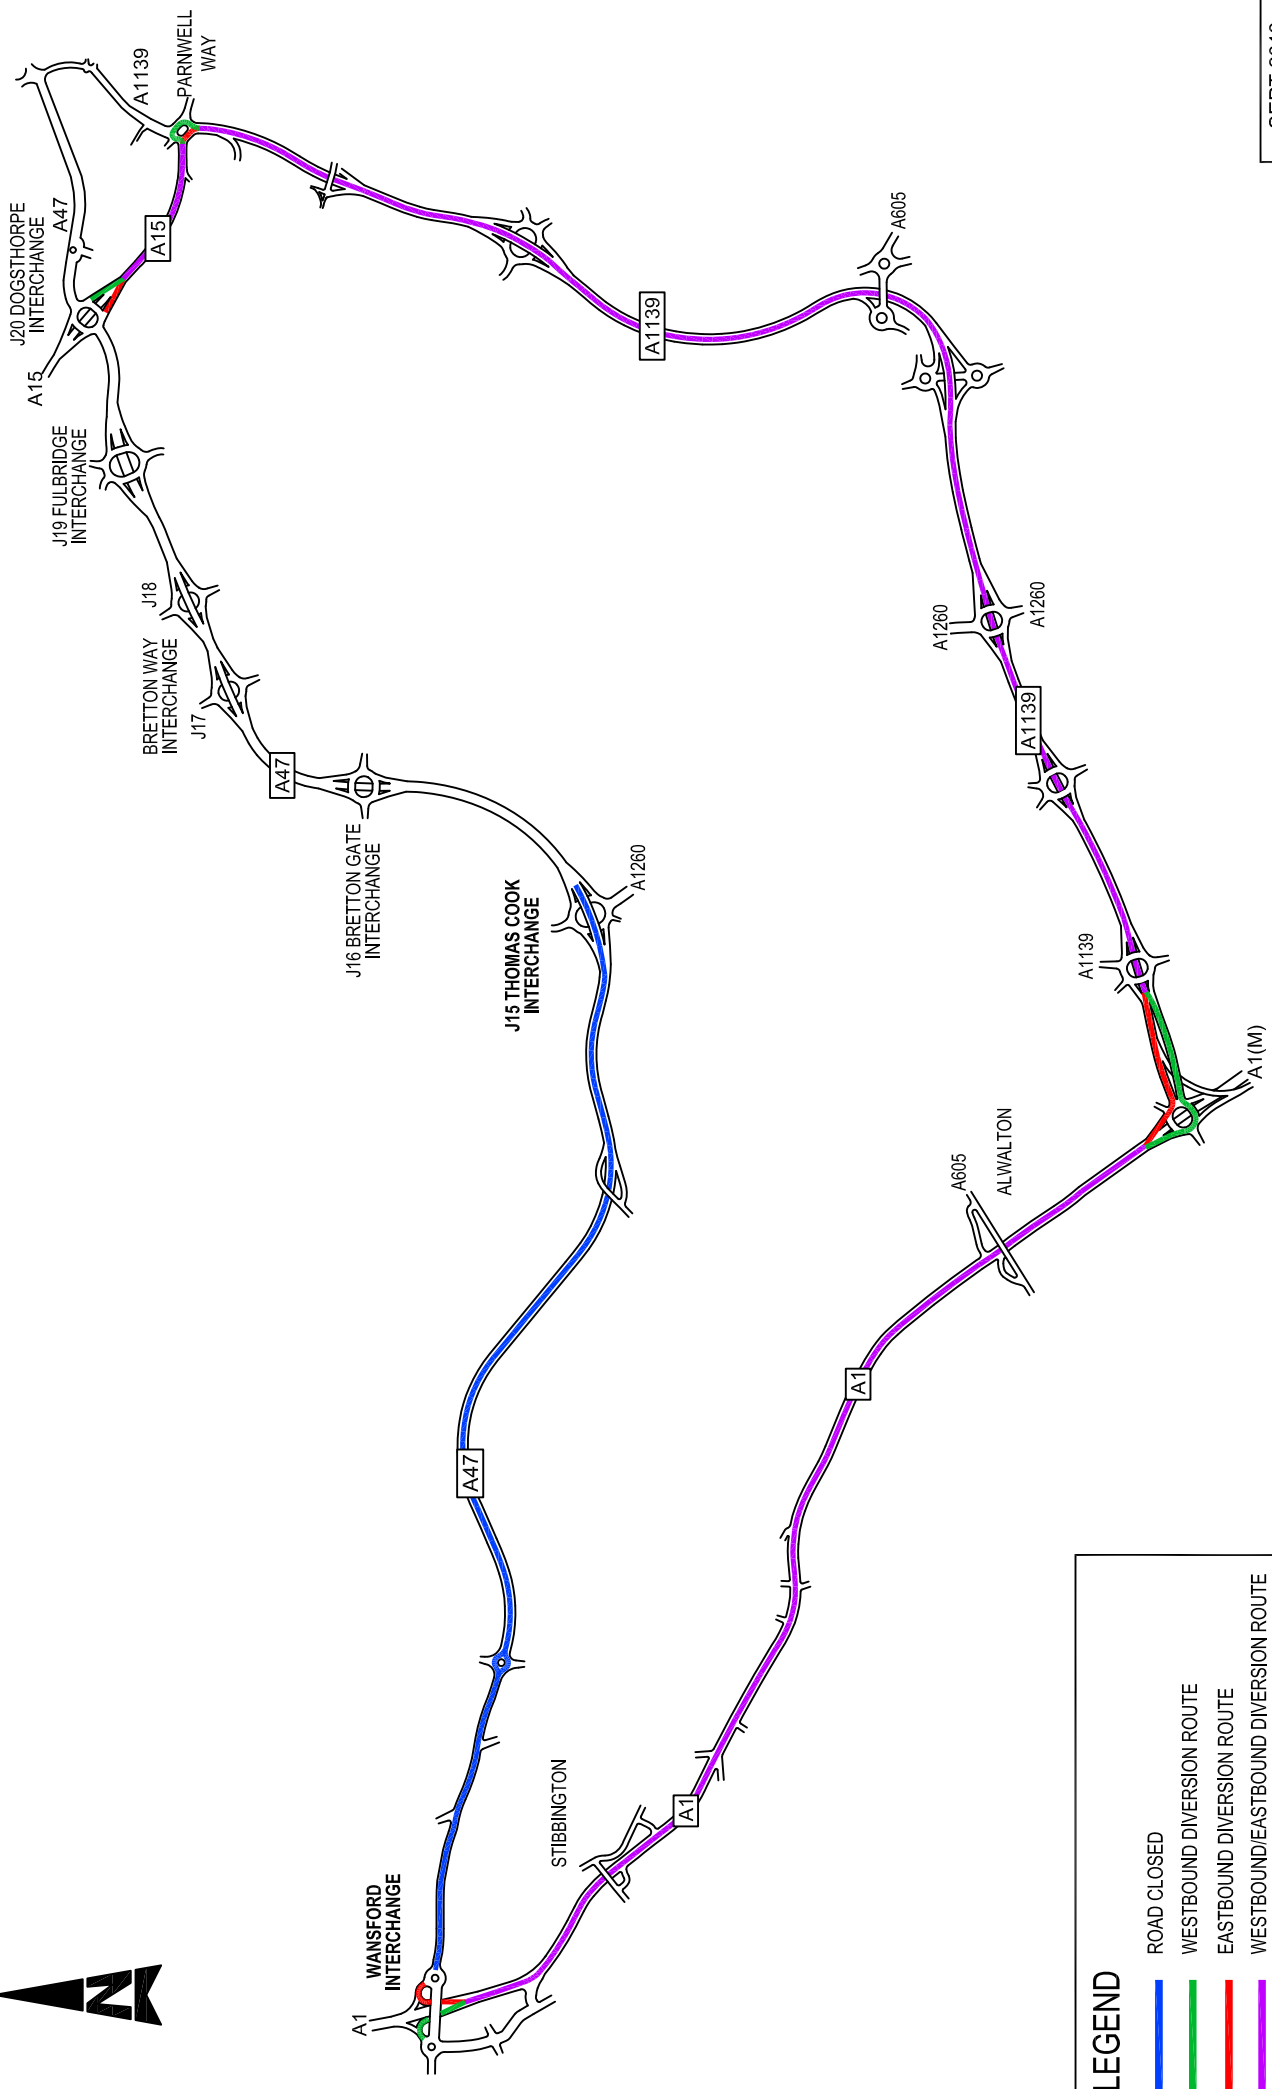 A1
WANSFORD
INTERCHANGE
STIBBINGTON
A1
A47
A1
A605
ALWALTON
A1(M)
A1139
J15 THOMAS COOK
INTERCHANGE
A1260
J16 BRETTON GATE
INTERCHANGE
A47
BRETTON WAY
INTERCHANGE
J17
J18
J19 FULBRIDGE
INTERCHANGE
A15
J20 DOGSTHORPE
INTERCHANGE
A47
A15
A1139
PARNWELL
WAY
A1139
A605
A1260
A1260
A1139
N
LEGEND
ROAD CLOSED
WESTBOUND DIVERSION ROUTE
EASTBOUND DIVERSION ROUTE
WESTBOUND/EASTBOUND DIVERSION ROUTE